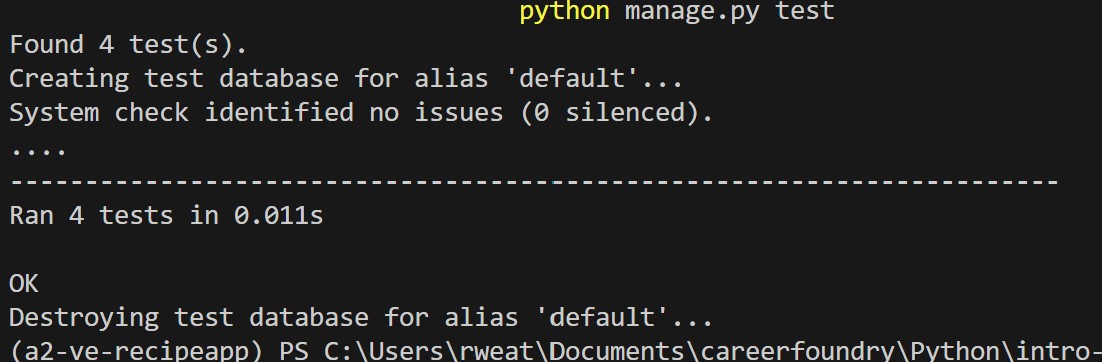 python manage.py test
Found 4 test(s).
Creating test database for alias 'default'...
System check identified no issues (0 silenced).
....
----------------------------------------------------------------------
Ran 4 tests in 0.011s
OK
Destroying test database for alias 'default'...
(a2-ve-recipeapp) PS C:\Users\rweat\Documents\careerfoundry\Python\intro-